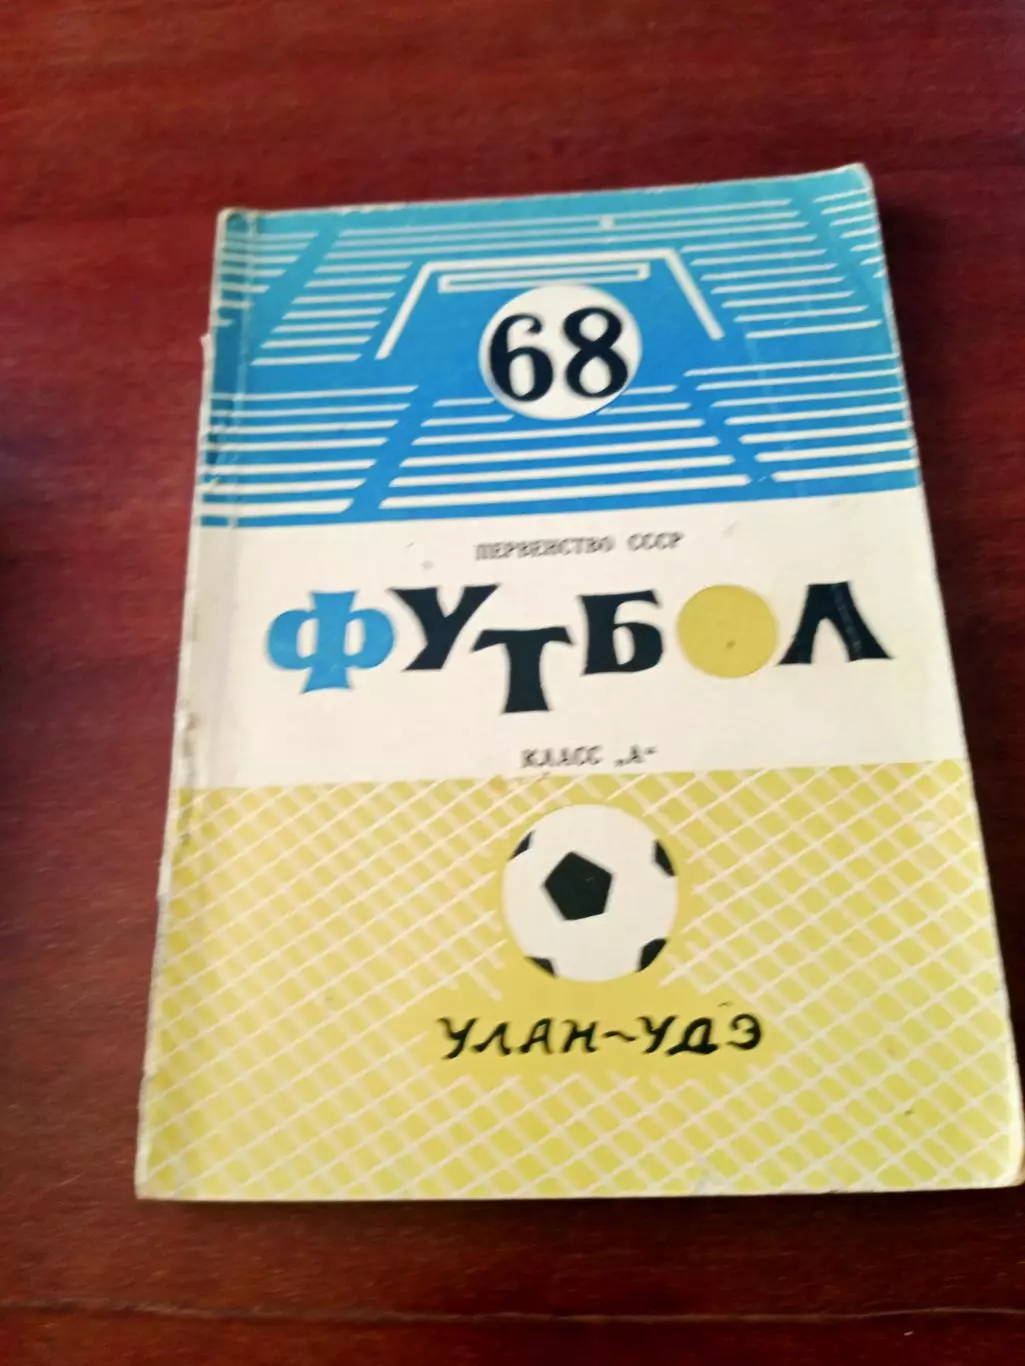 68
ПЕРВЕНСТВО СССР
ФУТБОЛ
КЛАСС „А"
УЛАН~УДЭ